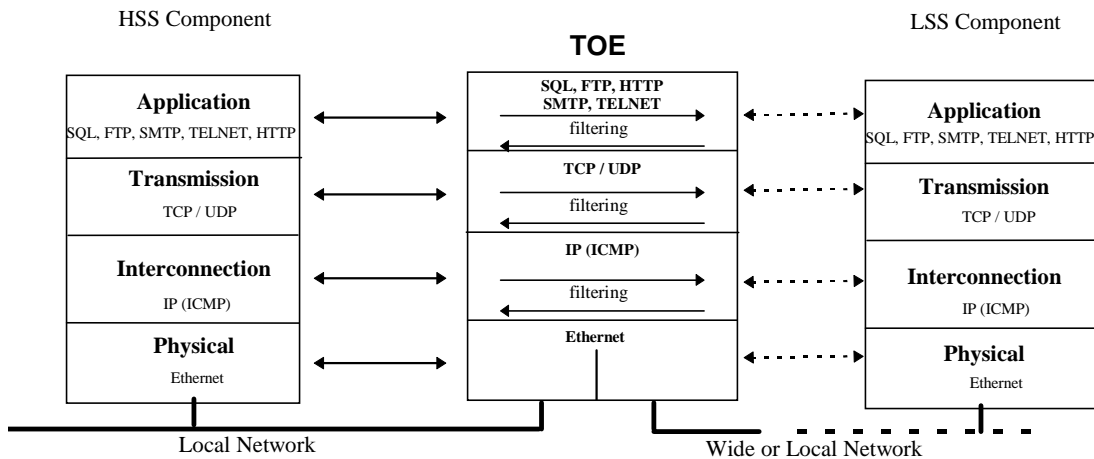 HSS Component
TOE
LSS Component
Application
SQL, FTP, SMTP, TELNET, HTTP
Transmission
TCP / UDP
Interconnection
IP (ICMP)
Physical
Ethernet
SQL, FTP, HTTP
SMTP, TELNET
filtering
TCP / UDP
filtering
IP (ICMP)
filtering
Ethernet
Application
SQL, FTP, SMTP, TELNET, HTTP
Transmission
TCP / UDP
Interconnection
IP (ICMP)
Physical
Ethernet
Local Network
Wide or Local Network